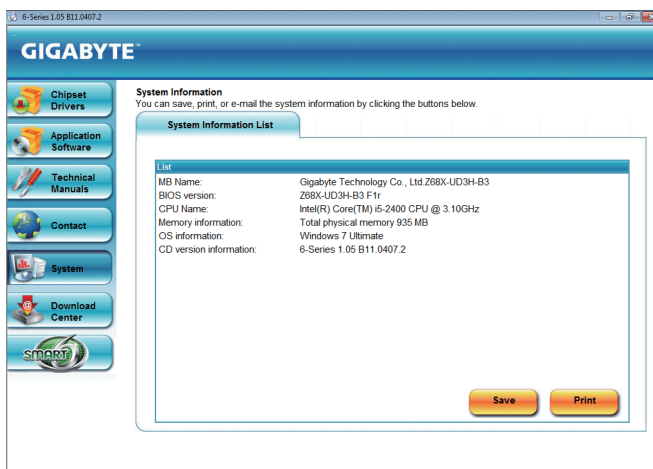 6-Series 1.05 B11.0407.2
GIGABYTE™
Chipset
Drivers
Application
Software
Technical
Manuals
Contact
System
Download
Center
SMART6
System Information
You can save, print, or e-mail the system information by clicking the buttons below.
System Information List
List
MB Name: Gigabyte Technology Co., Ltd.Z68X-UD3H-B3
BIOS version: Z68X-UD3H-B3 F1r
CPU Name: Intel(R) Core(TM) i5-2400 CPU @ 3.10GHz
Memory information: Total physical memory 935 MB
OS information: Windows 7 Ultimate
CD version information: 6-Series 1.05 B11.0407.2
Save Print